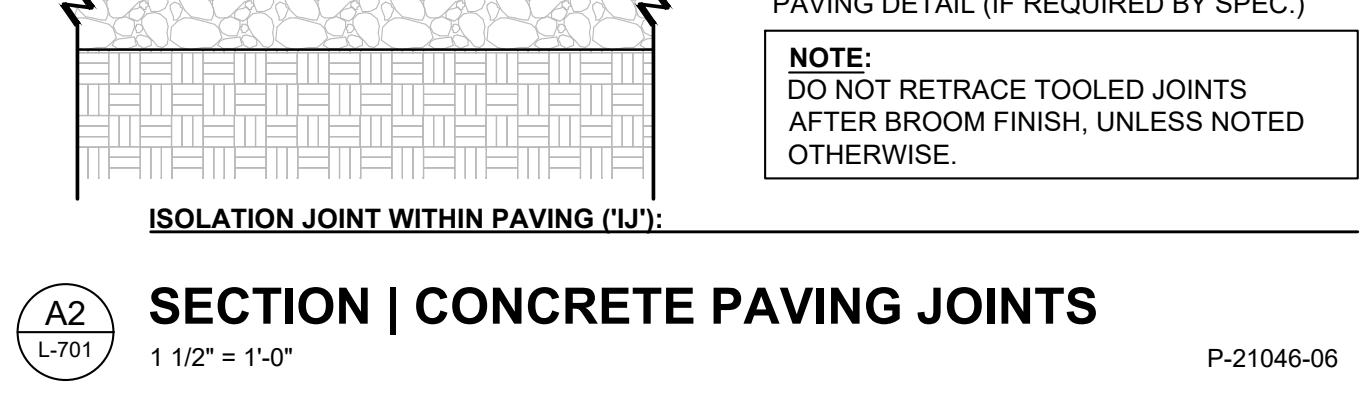 PAVING DETAIL (IF REQUIRED BY SPEC.)
NOTE:
DO NOT RETRACE TOOLED JOINTS
AFTER BROOM FINISH, UNLESS NOTED
OTHERWISE.
ISOLATION JOINT WITHIN PAVING ('IJ'):
A2
L-701
SECTION | CONCRETE PAVING JOINTS
1 1/2" = 1'-0"
P-21046-06